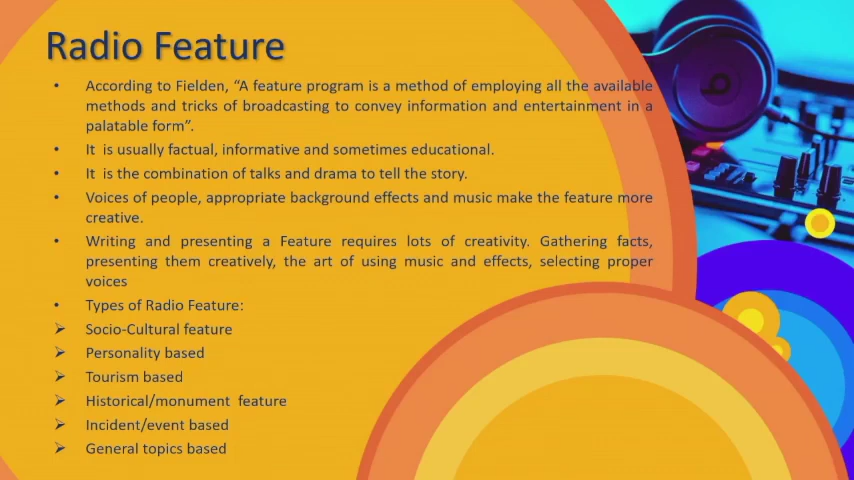 Radio Feature
• According to Fielden, “A feature program is a method of employing all the available
methods and tricks of broadcasting to convey information and entertainment in a
palatable form”.
• It is usually factual, informative and sometimes educational.
• It is the combination of talks and drama to tell the story.
• Voices of people, appropriate background effects and music make the feature more
creative.
• Writing and presenting a Feature requires lots of creativity. Gathering facts,
presenting them creatively, the art of using music and effects, selecting proper
voices
• Types of Radio Feature:
➢ Socio-Cultural feature
➢ Personality based
➢ Tourism based
➢ Historical/monument feature
➢ Incident/event based
➢ General topics based